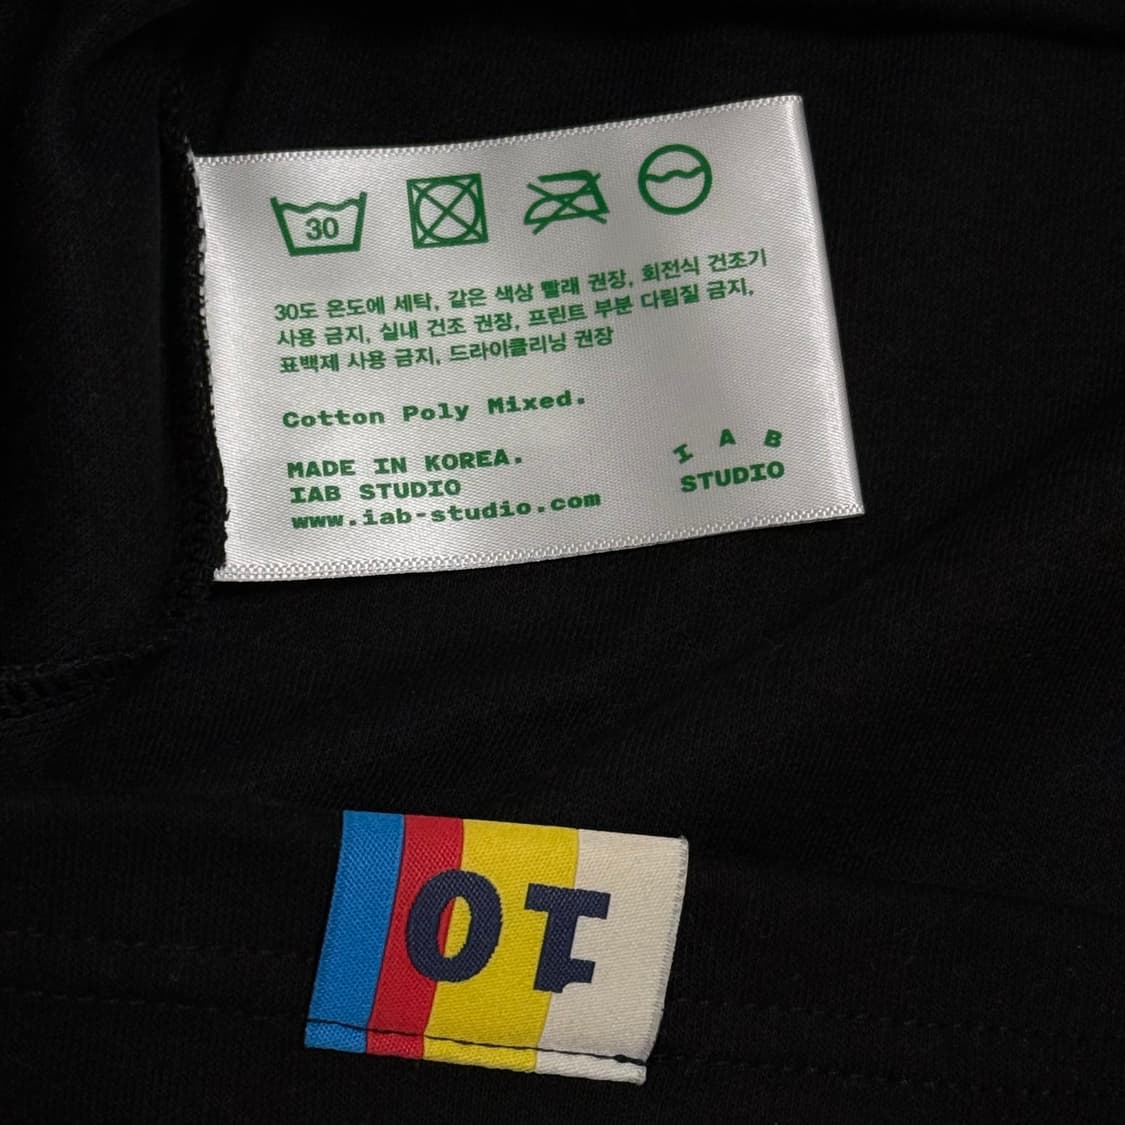 30
30도 온도에 세탁, 같은 색상 빨래 권장, 회전식 건조기
사용 금지, 실내 건조 권장, 프린트 부분 다림질 금지,
표백제 사용 금지, 드라이클리닝 권장
Cotton Poly Mixed.
MADE IN KOREA.
IAB STUDIO
www.iab-studio.com
I A B
STUDIO
10